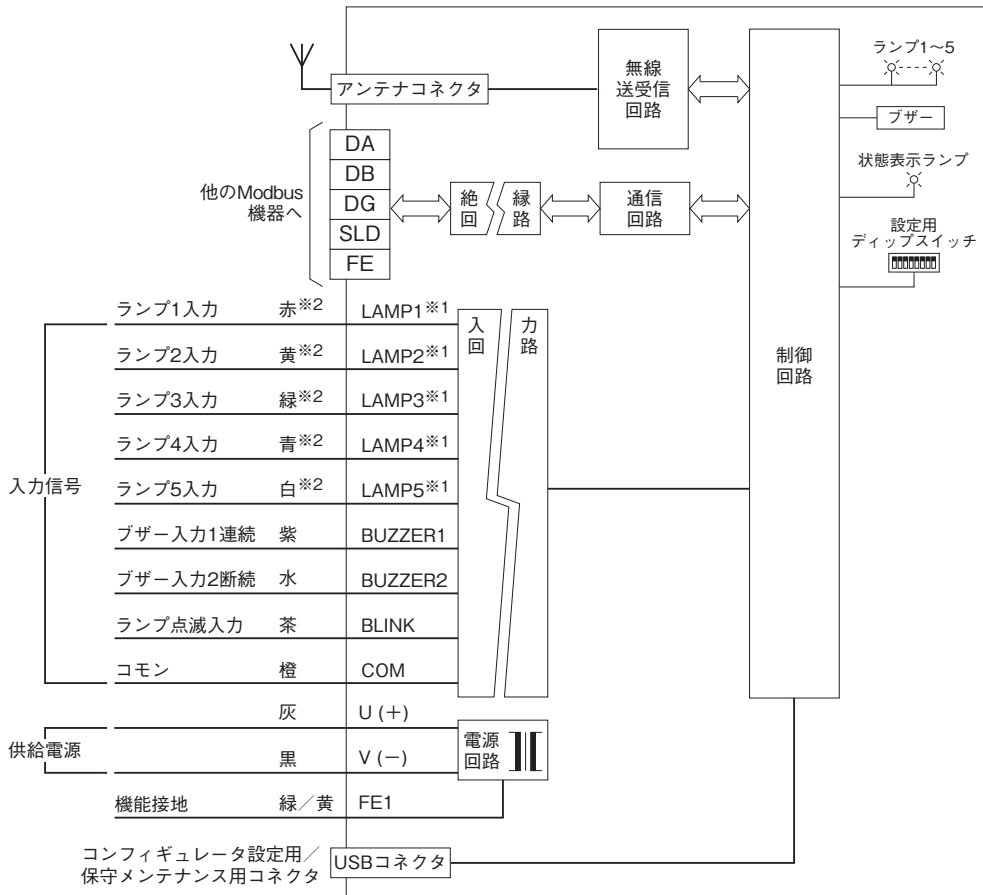 ランプ1～5
無線
送受信
回路
アンテナコネクタ
ブザー
DA
DB
DG
SLD
FE
他のModbus
機器へ
絶 縁
回 路
通信
回路
状態表示ランプ
設定用
ディップスイッチ
制御
回路
入力信号
ランプ1入力 赤※2 LAMP1※1
ランプ2入力 黄※2 LAMP2※1
ランプ3入力 緑※2 LAMP3※1
ランプ4入力 青※2 LAMP4※1
ランプ5入力 白※2 LAMP5※1
ブザー入力1連続 紫 BUZZER1
ブザー入力2断続 水 BUZZER2
ランプ点滅入力 茶 BLINK
コモン 橙 COM
入 力
回 路
供給電源
灰 U (＋)
黒 V (－)
電源
回路
機能接地 緑／黄 FE1
コンフィギュレータ設定用／
保守メンテナンス用コネクタ
USBコネクタ